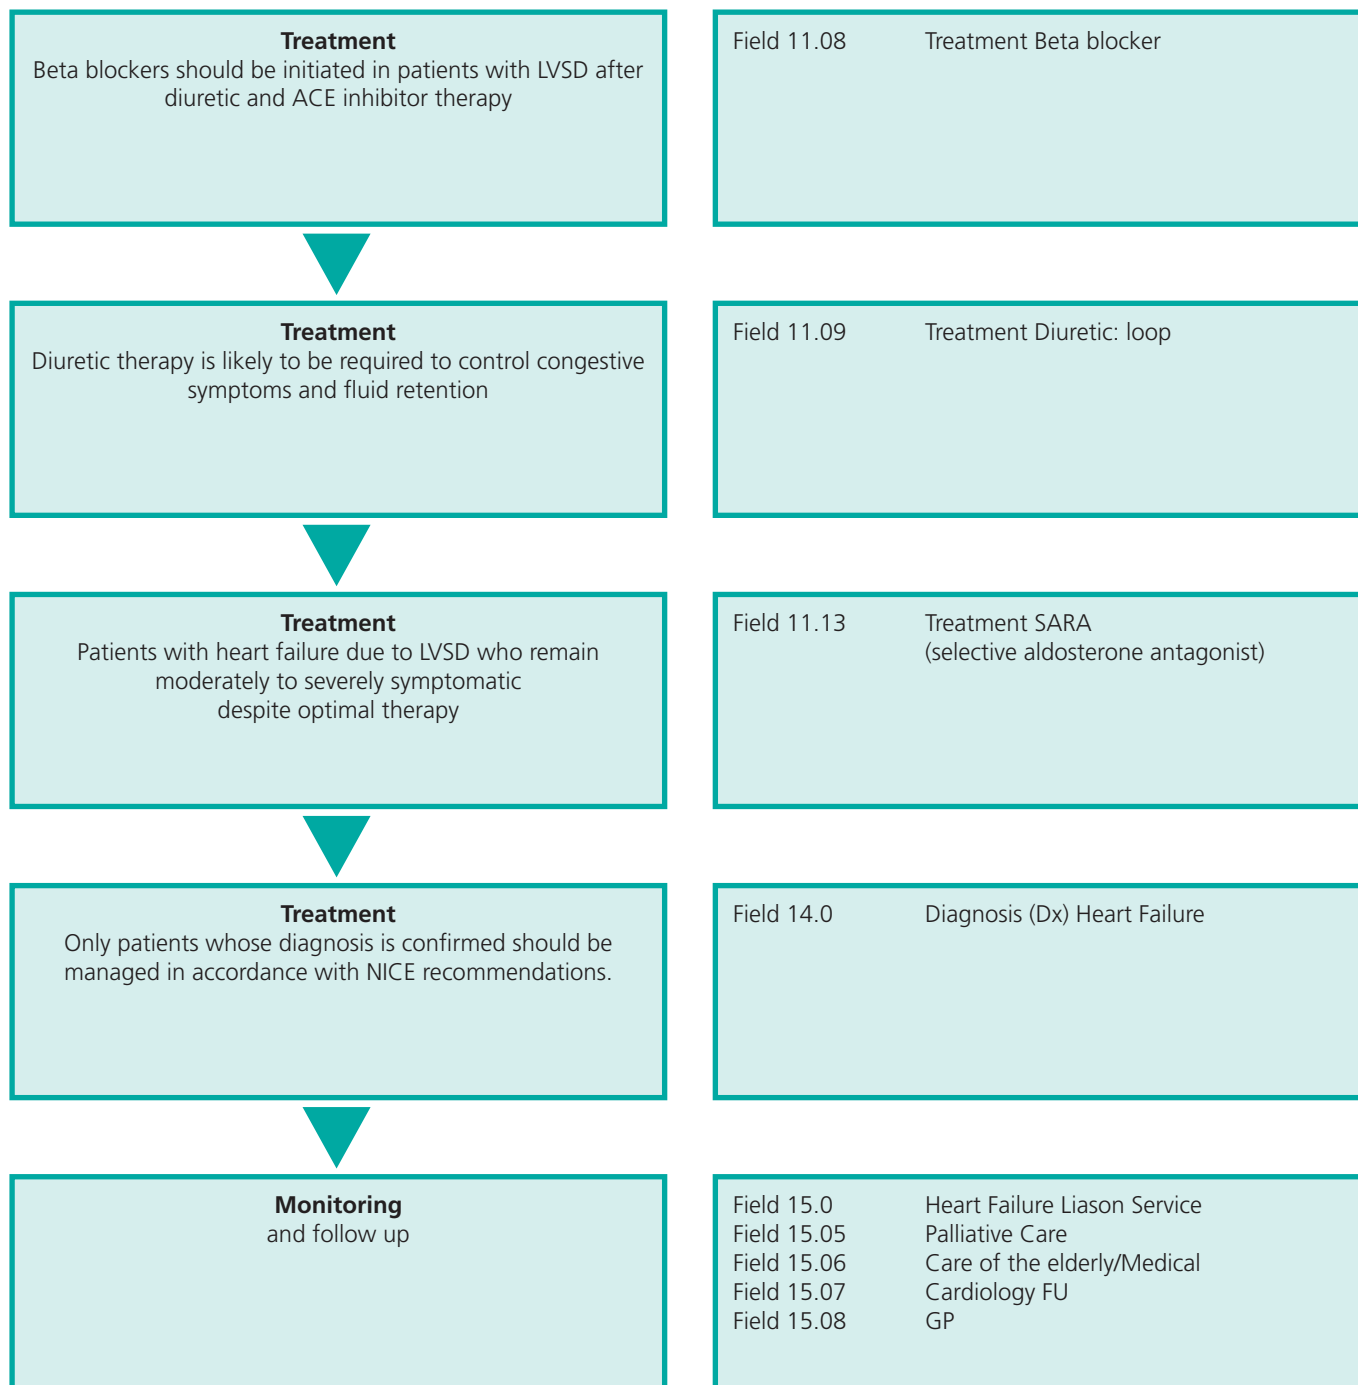 Treatment
Beta blockers should be initiated in patients with LVSD after
diuretic and ACE inhibitor therapy
Field 11.08 Treatment Beta blocker
Treatment
Diuretic therapy is likely to be required to control congestive
symptoms and fluid retention
Field 11.09 Treatment Diuretic: loop
Treatment
Patients with heart failure due to LVSD who remain
moderately to severely symptomatic
despite optimal therapy
Field 11.13 Treatment SARA
(selective aldosterone antagonist)
Treatment
Only patients whose diagnosis is confirmed should be
managed in accordance with NICE recommendations.
Field 14.0 Diagnosis (Dx) Heart Failure
Monitoring
and follow up
Field 15.0 Heart Failure Liason Service
Field 15.05 Palliative Care
Field 15.06 Care of the elderly/Medical
Field 15.07 Cardiology FU
Field 15.08 GP